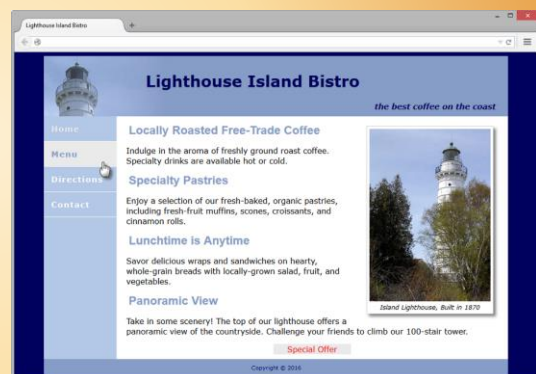 Lighthouse Island Bistro
Lighthouse Island Bistro
the best coffee on the coast
Home
Menu
Directions
Contact
Locally Roasted Free-Trade Coffee
Indulge in the aroma of freshly ground roast coffee.
Specialty drinks are available hot or cold.
Specialty Pastries
Enjoy a selection of our fresh-baked, organic pastries,
including fresh-fruit muffins, scones, croissants, and
cinnamon rolls.
Lunchtime is Anytime
Savor delicious wraps and sandwiches on hearty,
whole-grain breads with locally-grown salad, fruit, and
vegetables.
Panoramic View
Take in some scenery! The top of our lighthouse offers a
panoramic view of the countryside. Challenge your friends to climb our 100-stair tower.
Island Lighthouse, Built in 1870
Special Offer
Copyright © 2016